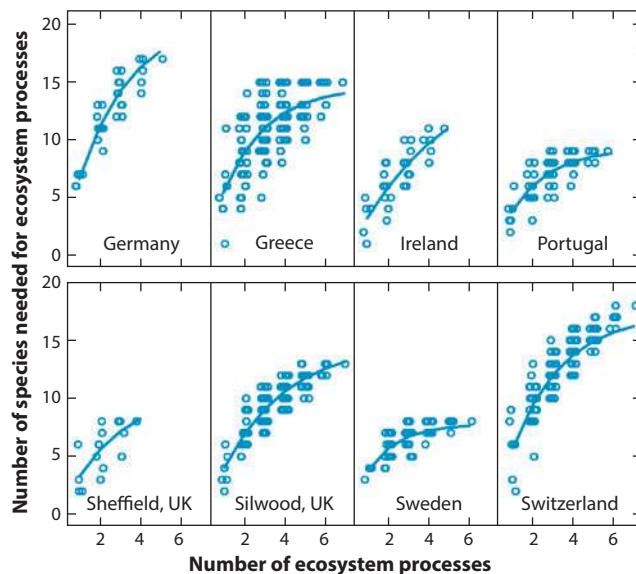 20
15
10
5
0
Germany
Greece
Ireland
Portugal
20
15
10
5
0
Sheffield, UK
Silwood, UK
Sweden
Switzerland
2 4 6 2 4 6 2 4 6 2 4 6
Number of ecosystem processes
Number of species needed for ecosystem processes